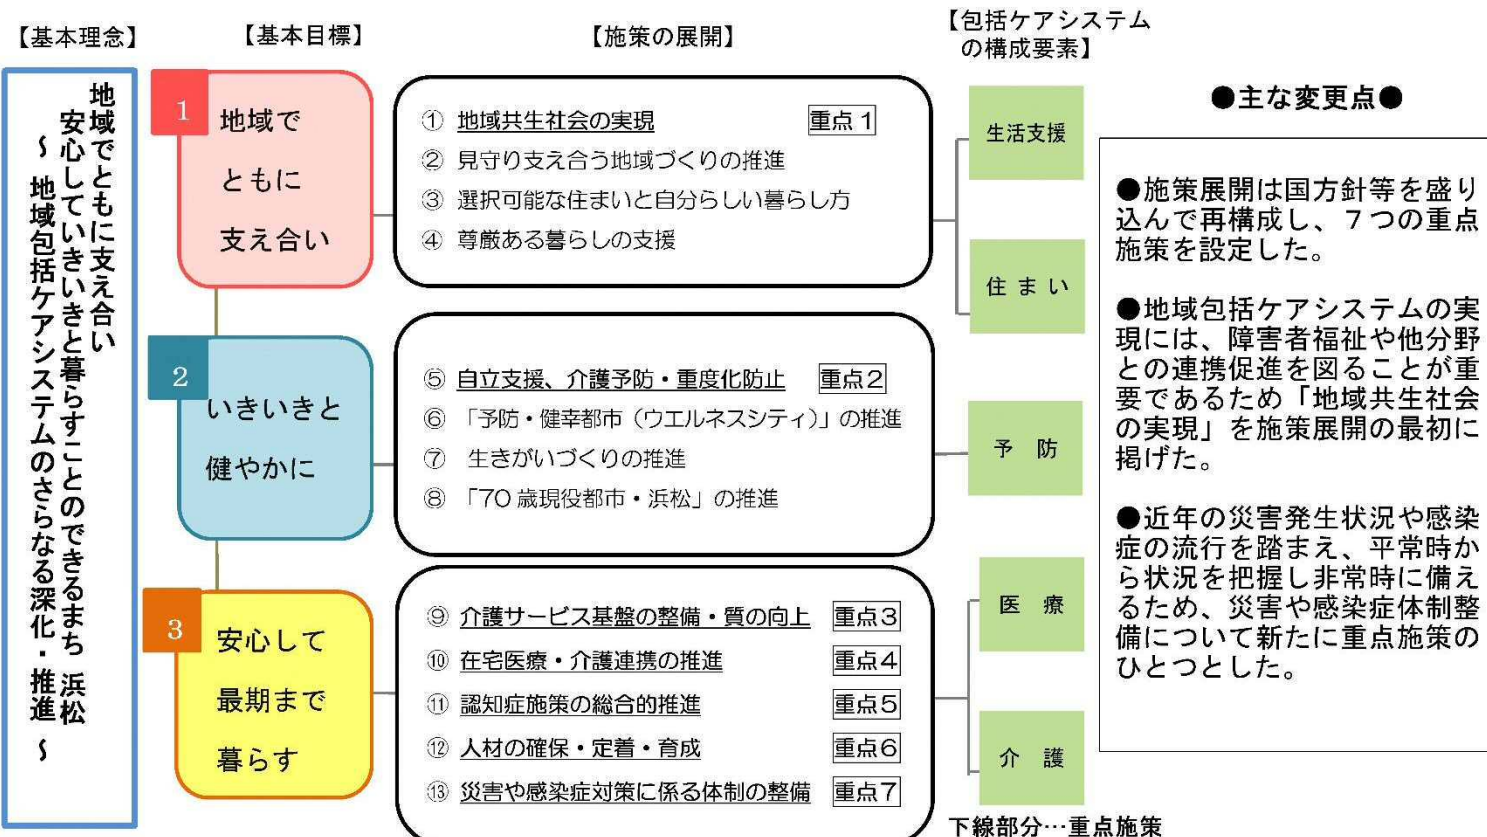 【基本理念】
地域でともに支え合い
安心していきいきと暮らすことのできるまち 浜松
～ 地域包括ケアシステムのさらなる深化・推進 ～
【基本目標】
1
地域で
ともに
支え合い
2
いきいきと
健やかに
3
安心して
最期まで
暮らす
【施策の展開】
① 地域共生社会の実現 重点1
② 見守り支え合う地域づくりの推進
③ 選択可能な住まいと自分らしい暮らし方
④ 尊厳ある暮らしの支援
⑤ 自立支援、介護予防・重度化防止 重点2
⑥ 「予防・健幸都市（ウエルネスシティ）」の推進
⑦ 生きがいづくりの推進
⑧ 「70歳現役都市・浜松」の推進
⑨ 介護サービス基盤の整備・質の向上 重点3
⑩ 在宅医療・介護連携の推進 重点4
⑪ 認知症施策の総合的推進 重点5
⑫ 人材の確保・定着・育成 重点6
⑬ 災害や感染症対策に係る体制の整備 重点7
【包括ケアシステム
の構成要素】
生活支援
住まい
予防
医療
介護
下線部分…重点施策
●主な変更点●
●施策展開は国方針等を盛り
込んで再構成し、７つの重点
施策を設定した。
●地域包括ケアシステムの実
現には、障害者福祉や他分野
との連携促進を図ることが重
要であるため「地域共生社会
の実現」を施策展開の最初に
掲げた。
●近年の災害発生状況や感染
症の流行を踏まえ、平常時か
ら状況を把握し非常時に備え
るため、災害や感染症体制整
備について新たに重点施策の
ひとつとした。